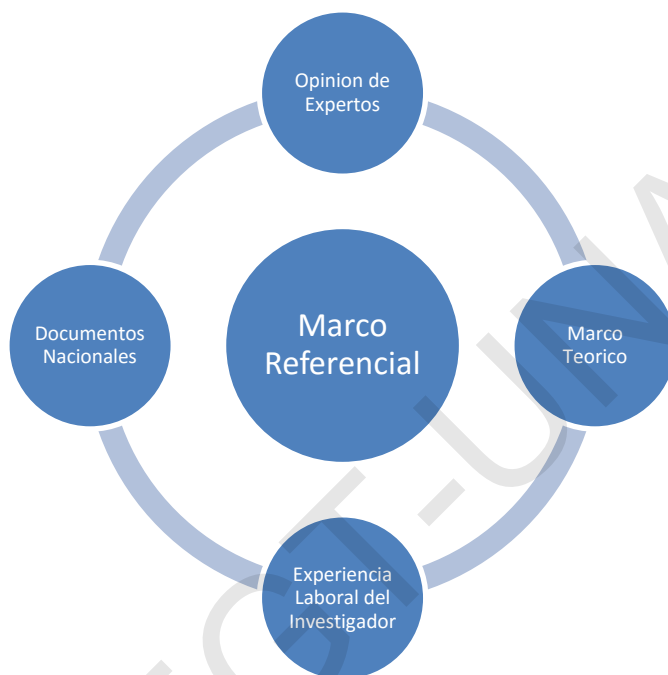 Opinion de
Expertos
Documentos
Nacionales
Marco
Referencial
Marco
Teorico
Experiencia
Laboral del
Investigador